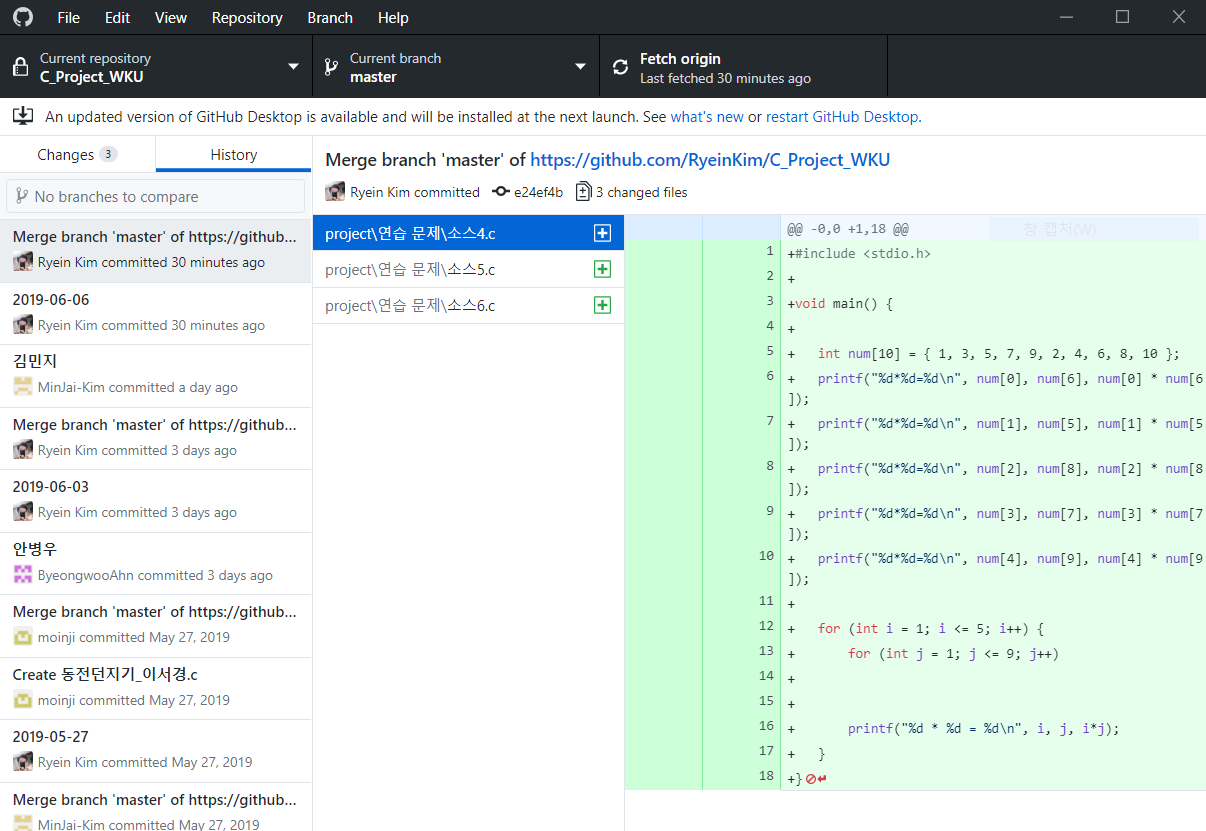 File Edit View Repository Branch Help
Current repository
C_Project_WKU
Current branch
master
Fetch origin
Last fetched 30 minutes ago
An updated version of GitHub Desktop is available and will be installed at the next launch. See what's new or restart GitHub Desktop.
Changes 3
History
No branches to compare
Merge branch 'master' of https://github...
Ryein Kim committed 30 minutes ago
2019-06-06
Ryein Kim committed 30 minutes ago
김민지
MinJai-Kim committed a day ago
Merge branch 'master' of https://github...
Ryein Kim committed 3 days ago
2019-06-03
Ryein Kim committed 3 days ago
안병우
ByeongwooAhn committed 3 days ago
Merge branch 'master' of https://github...
moinji committed May 27, 2019
Create 동전던지기_이서경.c
moinji committed May 27, 2019
2019-05-27
Ryein Kim committed May 27, 2019
Merge branch 'master' of https://github...
MinJai-Kim committed May 27, 2019
Merge branch 'master' of https://github.com/RyeinKim/C_Project_WKU
Ryein Kim committed e24ef4b 3 changed files
project\연습 문제\소스4.c
project\연습 문제\소스5.c
project\연습 문제\소스6.c
@@ -0,0 +1,18 @@
창 캡처(W)
1 +#include <stdio.h>
2 +
3 +void main() {
4 +
5 + int num[10] = { 1, 3, 5, 7, 9, 2, 4, 6, 8, 10 };
6 + printf("%d*%d=%d\n", num[0], num[6], num[0] * num[6
]);
7 + printf("%d*%d=%d\n", num[1], num[5], num[1] * num[5
]);
8 + printf("%d*%d=%d\n", num[2], num[8], num[2] * num[8
]);
9 + printf("%d*%d=%d\n", num[3], num[7], num[3] * num[7
]);
10 + printf("%d*%d=%d\n", num[4], num[9], num[4] * num[9
]);
11 +
12 + for (int i = 1; i <= 5; i++) {
13 + for (int j = 1; j <= 9; j++)
14 +
15 +
16 + printf("%d * %d = %d\n", i, j, i*j);
17 + }
18 +}